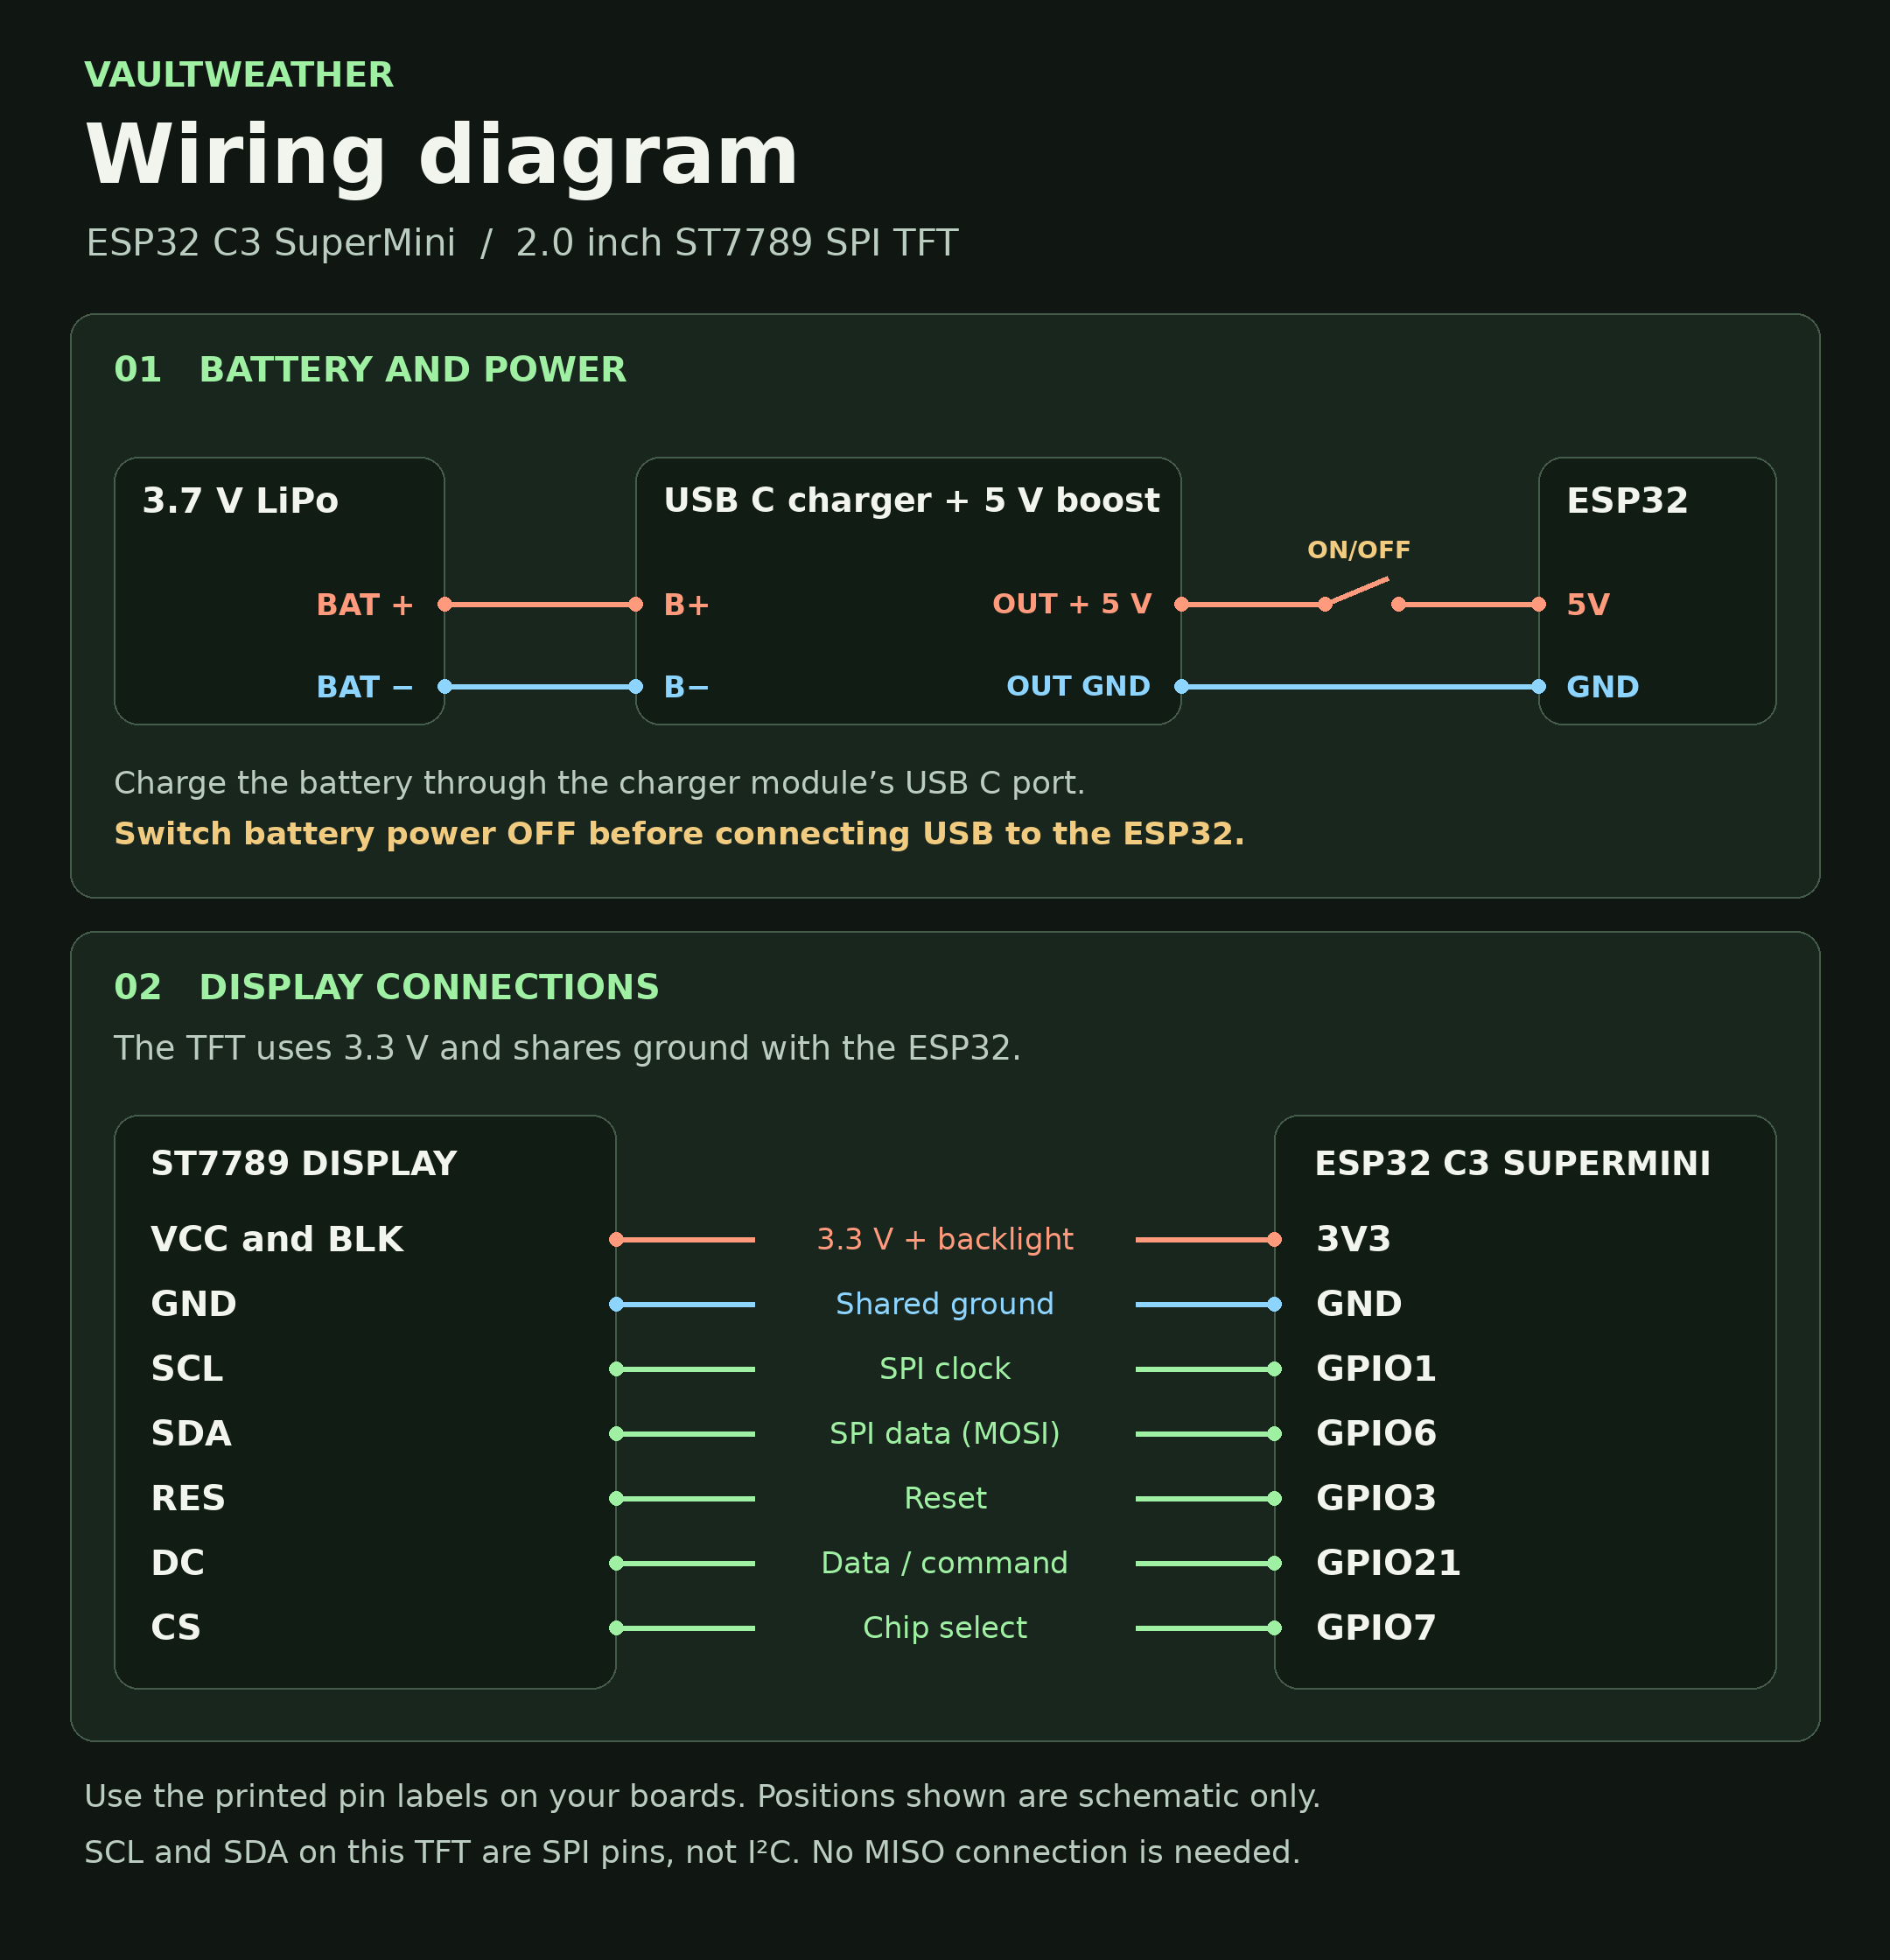 VAULTWEATHER
Wiring diagram
ESP32 C3 SuperMini / 2.0 inch ST7789 SPI TFT
01 BATTERY AND POWER
3.7 V LiPo
USB C charger + 5 V boost
ESP32
ON/OFF
BAT + B+ OUT + 5 V 5V
BAT − B− OUT GND GND
Charge the battery through the charger module’s USB C port.
Switch battery power OFF before connecting USB to the ESP32.
02 DISPLAY CONNECTIONS
The TFT uses 3.3 V and shares ground with the ESP32.
ST7789 DISPLAY ESP32 C3 SUPERMINI
VCC and BLK 3.3 V + backlight 3V3
GND Shared ground GND
SCL SPI clock GPIO1
SDA SPI data (MOSI) GPIO6
RES Reset GPIO3
DC Data / command GPIO21
CS Chip select GPIO7
Use the printed pin labels on your boards. Positions shown are schematic only.
SCL and SDA on this TFT are SPI pins, not I²C. No MISO connection is needed.